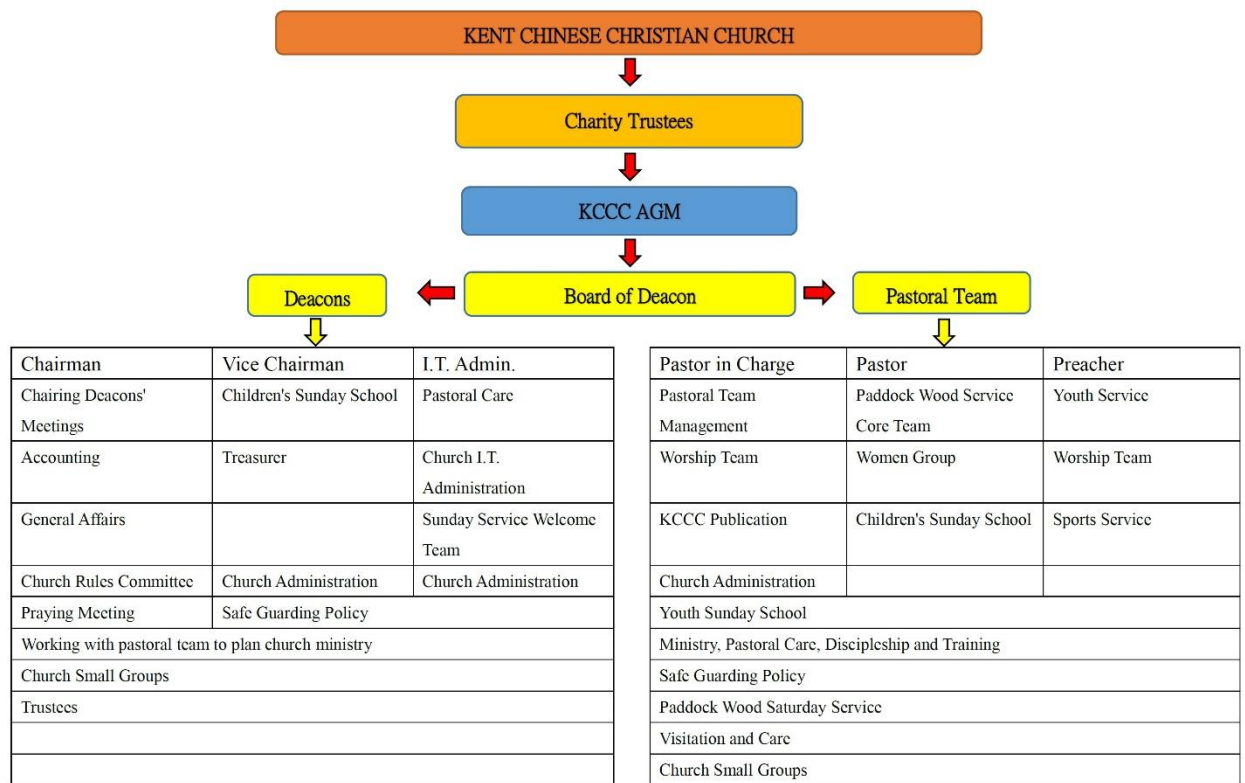 KENT CHINESE CHRISTIAN CHURCH
Charity Trustees
KCCC AGM
Deacons
Board of Deacon
Pastoral Team
Chairman Vice Chairman I.T. Admin.
Chairing Deacons' Children's Sunday School Pastoral Care
Meetings
Accounting Treasurer Church I.T.
Administration
General Affairs Sunday Service Welcome
Team
Church Rules Committee Church Administration Church Administration
Praying Meeting Safe Guarding Policy
Working with pastoral team to plan church ministry
Church Small Groups
Trustees
Pastor in Charge Pastor Preacher
Pastoral Team Paddock Wood Service Youth Service
Management Core Team
Worship Team Women Group Worship Team
KCCC Publication Children's Sunday School Sports Service
Church Administration
Youth Sunday School
Ministry, Pastoral Care, Discipleship and Training
Safe Guarding Policy
Paddock Wood Saturday Service
Visitation and Care
Church Small Groups